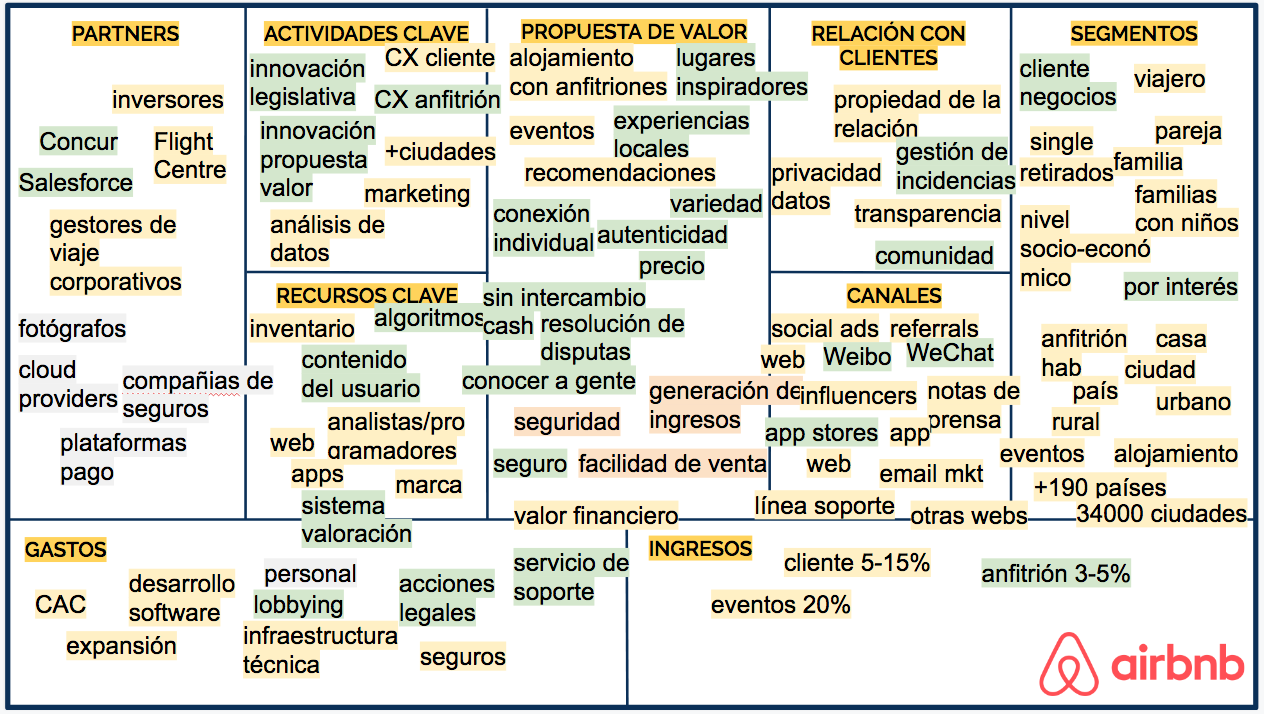 PARTNERS
inversores
Concur
Flight
Centre
Salesforce
gestores de
viaje
corporativos
fotógrafos
cloud
providers
compañias de
seguros
plataformas
pago
ACTIVIDADES CLAVE
CX cliente
innovación
legislativa
CX anfitrión
innovación
propuesta
valor
+ciudades
marketing
análisis de
datos
RECURSOS CLAVE
algoritmos
inventario
contenido
del usuario
analistas/pro
gramadores
web
apps
marca
sistema
valoración
PROPUESTA DE VALOR
alojamiento
con anfitriones
lugares
inspiradores
eventos
experiencias
locales
recomendaciones
variedad
conexión
individual
autenticidad
precio
sin intercambio
cash
resolución de
disputas
conocer a gente
generación de
ingresos
seguridad
seguro
facilidad de venta
valor financiero
servicio de
soporte
RELACIÓN CON
CLIENTES
propiedad de la
relación
gestión de
incidencias
privacidad
datos
transparencia
comunidad
CANALES
social ads
referrals
web
Weibo
WeChat
influencers
notas de
prensa
app stores
app
web
email mkt
línea soporte
otras webs
SEGMENTOS
cliente
negocios
viajero
single
pareja
retirados
familia
familias
con niños
nivel
socio-econó
mico
por interés
anfitrión
hab
casa
ciudad
país
urbano
rural
eventos
alojamiento
+190 países
34000 ciudades
GASTOS
CAC
desarrollo
software
expansión
personal
lobbying
acciones
legales
infraestructura
técnica
seguros
INGRESOS
cliente 5-15%
anfitrión 3-5%
eventos 20%
airbnb